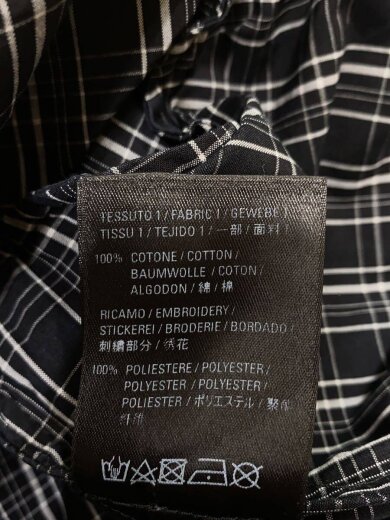 TESSUTO 1 / FABRIC 1 / GEWEBE 1
TISSU 1 / TEJIDO 1 / 一部 / 面料 1
100% COTONE / COTTON /
BAUMWOLLE / COTON /
ALGODON / 綿 / 棉
RICAMO / EMBROIDERY /
STICKEREI / BRODERIE / BORDADO /
刺繍部分 / 绣花
100% POLIESTERE / POLYESTER /
POLYESTER / POLYESTER /
POLIESTER / ポリエステル / 聚酯
纤维